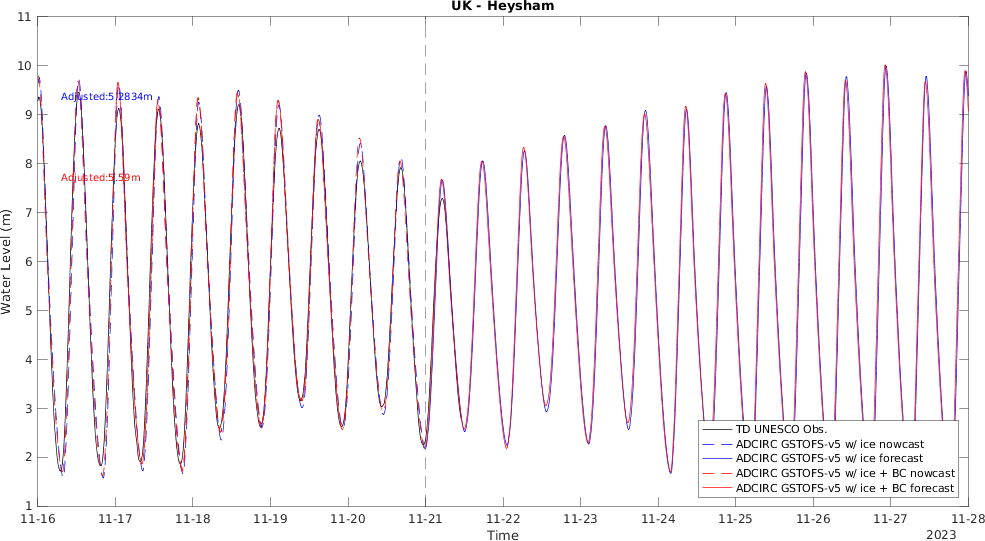 UK - Heysham
11
10
9
8
7
6
5
4
3
2
1
Water Level (m)
Adjusted:5.2834m
Adjusted:5.59m
TD UNESCO Obs.
ADCIRC GSTOFS-v5 w/ ice nowcast
ADCIRC GSTOFS-v5 w/ ice forecast
ADCIRC GSTOFS-v5 w/ ice + BC nowcast
ADCIRC GSTOFS-v5 w/ ice + BC forecast
11-16 11-17 11-18 11-19 11-20 11-21 11-22 11-23 11-24 11-25 11-26 11-27 11-28
Time
2023